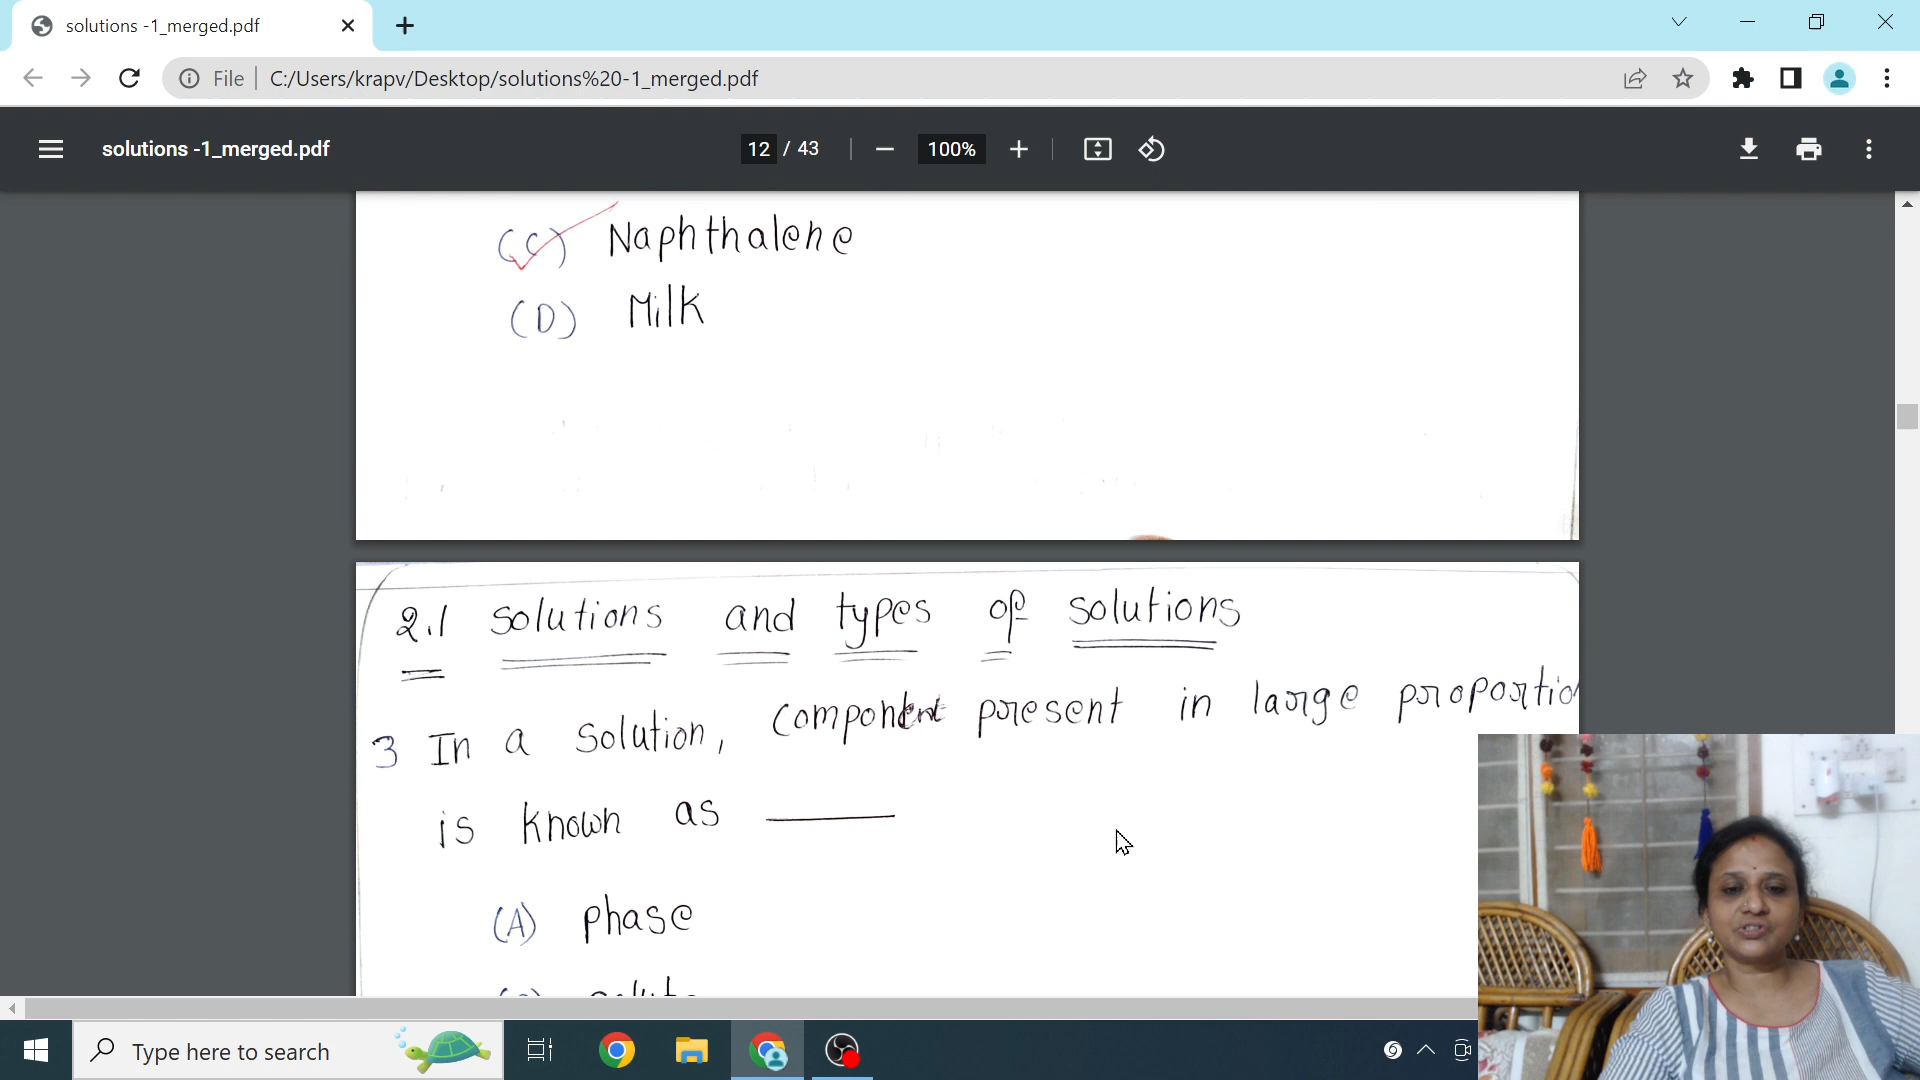 solutions -1_merged.pdf
File C:/Users/krapv/Desktop/solutions%20-1_merged.pdf
solutions -1_merged.pdf 12 / 43 100%
(C) Naphthalene
(D) Milk
2.1 solutions and types of solutions
3 In a solution, component present in large proportio
is known as ______
(A) phase
Type here to search